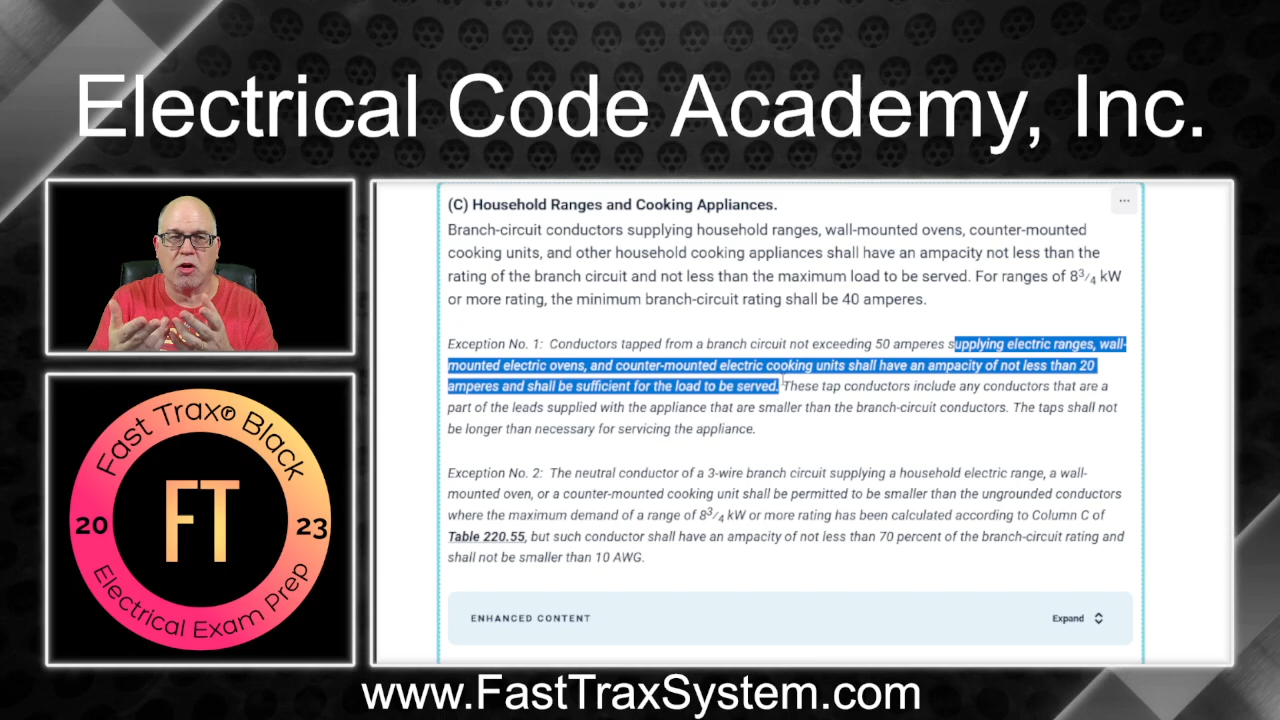 Electrical Code Academy, Inc.
(C) Household Ranges and Cooking Appliances.
...
Branch-circuit conductors supplying household ranges, wall-mounted ovens, counter-mounted
cooking units, and other household cooking appliances shall have an ampacity not less than the
rating of the branch circuit and not less than the maximum load to be served. For ranges of 8 3/4 kW
or more rating, the minimum branch-circuit rating shall be 40 amperes.
Exception No. 1: Conductors tapped from a branch circuit not exceeding 50 amperes supplying electric ranges, wall-
mounted electric ovens, and counter-mounted electric cooking units shall have an ampacity of not less than 20
amperes and shall be sufficient for the load to be served. These tap conductors include any conductors that are a
part of the leads supplied with the appliance that are smaller than the branch-circuit conductors. The taps shall not
be longer than necessary for servicing the appliance.
Exception No. 2: The neutral conductor of a 3-wire branch circuit supplying a household electric range, a wall-
mounted oven, or a counter-mounted cooking unit shall be permitted to be smaller than the ungrounded conductors
where the maximum demand of a range of 8 3/4 kW or more rating has been calculated according to Column C of
Table 220.55, but such conductor shall have an ampacity of not less than 70 percent of the branch-circuit rating and
shall not be smaller than 10 AWG.
ENHANCED CONTENT
Expand
Fast Trax® Black
20 FT 23
Electrical Exam Prep
www.FastTraxSystem.com